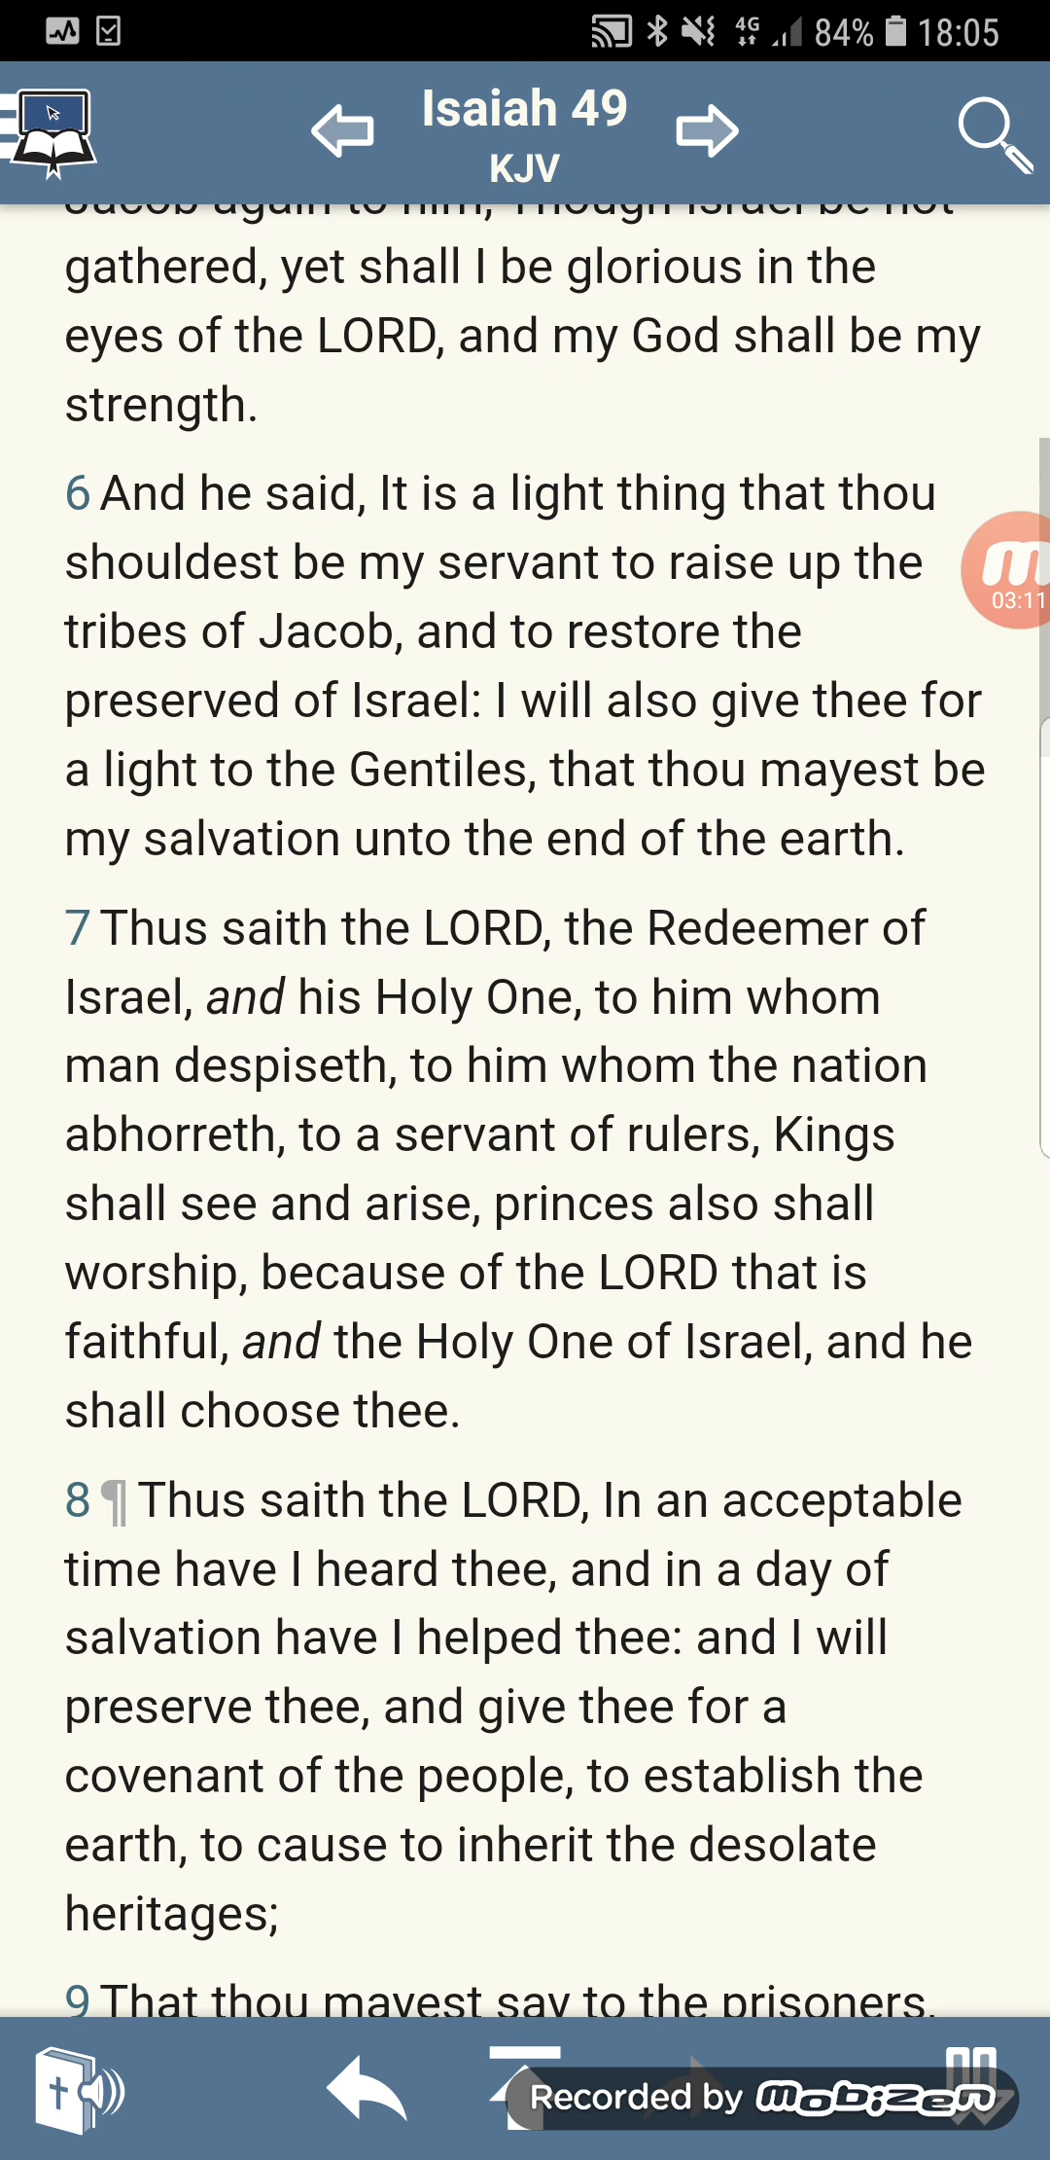 4G 84% 18:05
Isaiah 49
KJV
Jacob again to him, Though Israel be not
gathered, yet shall I be glorious in the
eyes of the LORD, and my God shall be my
strength.
6 And he said, It is a light thing that thou
shouldest be my servant to raise up the
tribes of Jacob, and to restore the
preserved of Israel: I will also give thee for
a light to the Gentiles, that thou mayest be
my salvation unto the end of the earth.
m
03:11
7 Thus saith the LORD, the Redeemer of
Israel, and his Holy One, to him whom
man despiseth, to him whom the nation
abhorreth, to a servant of rulers, Kings
shall see and arise, princes also shall
worship, because of the LORD that is
faithful, and the Holy One of Israel, and he
shall choose thee.
8 ¶ Thus saith the LORD, In an acceptable
time have I heard thee, and in a day of
salvation have I helped thee: and I will
preserve thee, and give thee for a
covenant of the people, to establish the
earth, to cause to inherit the desolate
heritages;
9 That thou mayest say to the prisoners,
Recorded by mobizen